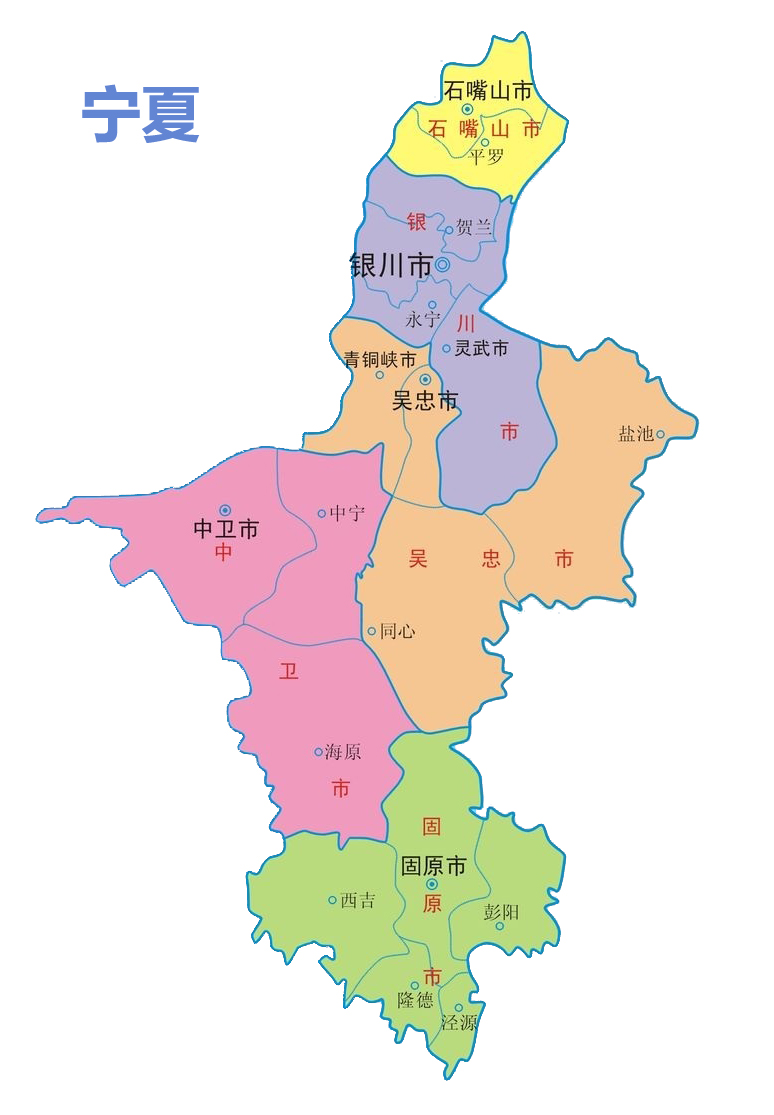 宁夏
石嘴山市
石嘴山市
平罗
银
贺兰
银川市
永宁
川
灵武市
青铜峡市
吴忠市
市
盐池
中卫市
中宁
中
吴忠市
同心
卫
海原
市
固
固原市
西吉
原
彭阳
市
隆德
泾源